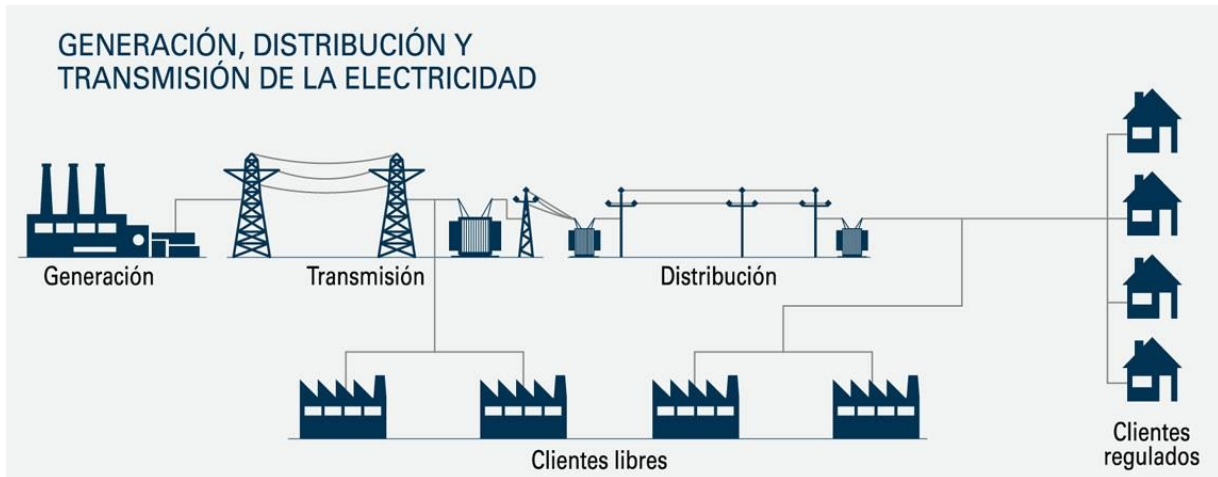 GENERACIÓN, DISTRIBUCIÓN Y
TRANSMISIÓN DE LA ELECTRICIDAD
Generación
Transmisión
Distribución
Clientes libres
Clientes
regulados